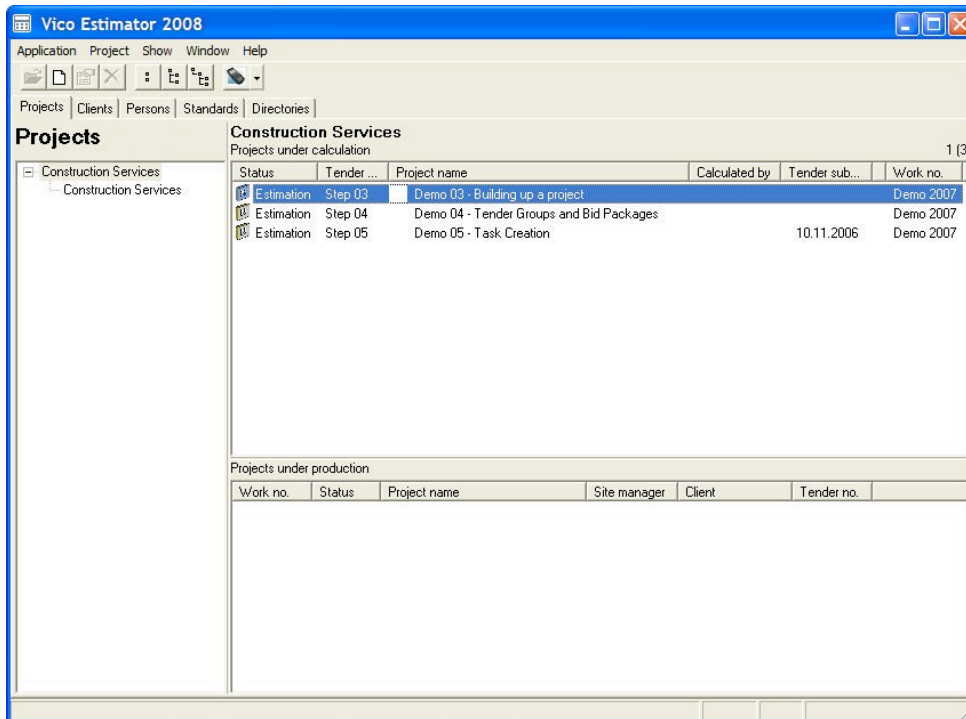 Vico Estimator 2008
Application Project Show Window Help
Projects Clients Persons Standards Directories
Projects
Construction Services
Construction Services
Construction Services
Projects under calculation 1 (3
Status Tender ... Project name Calculated by Tender sub... Work no.
Estimation Step 03 Demo 03 - Building up a project Demo 2007
Estimation Step 04 Demo 04 - Tender Groups and Bid Packages Demo 2007
Estimation Step 05 Demo 05 - Task Creation 10.11.2006 Demo 2007
Projects under production
Work no. Status Project name Site manager Client Tender no.